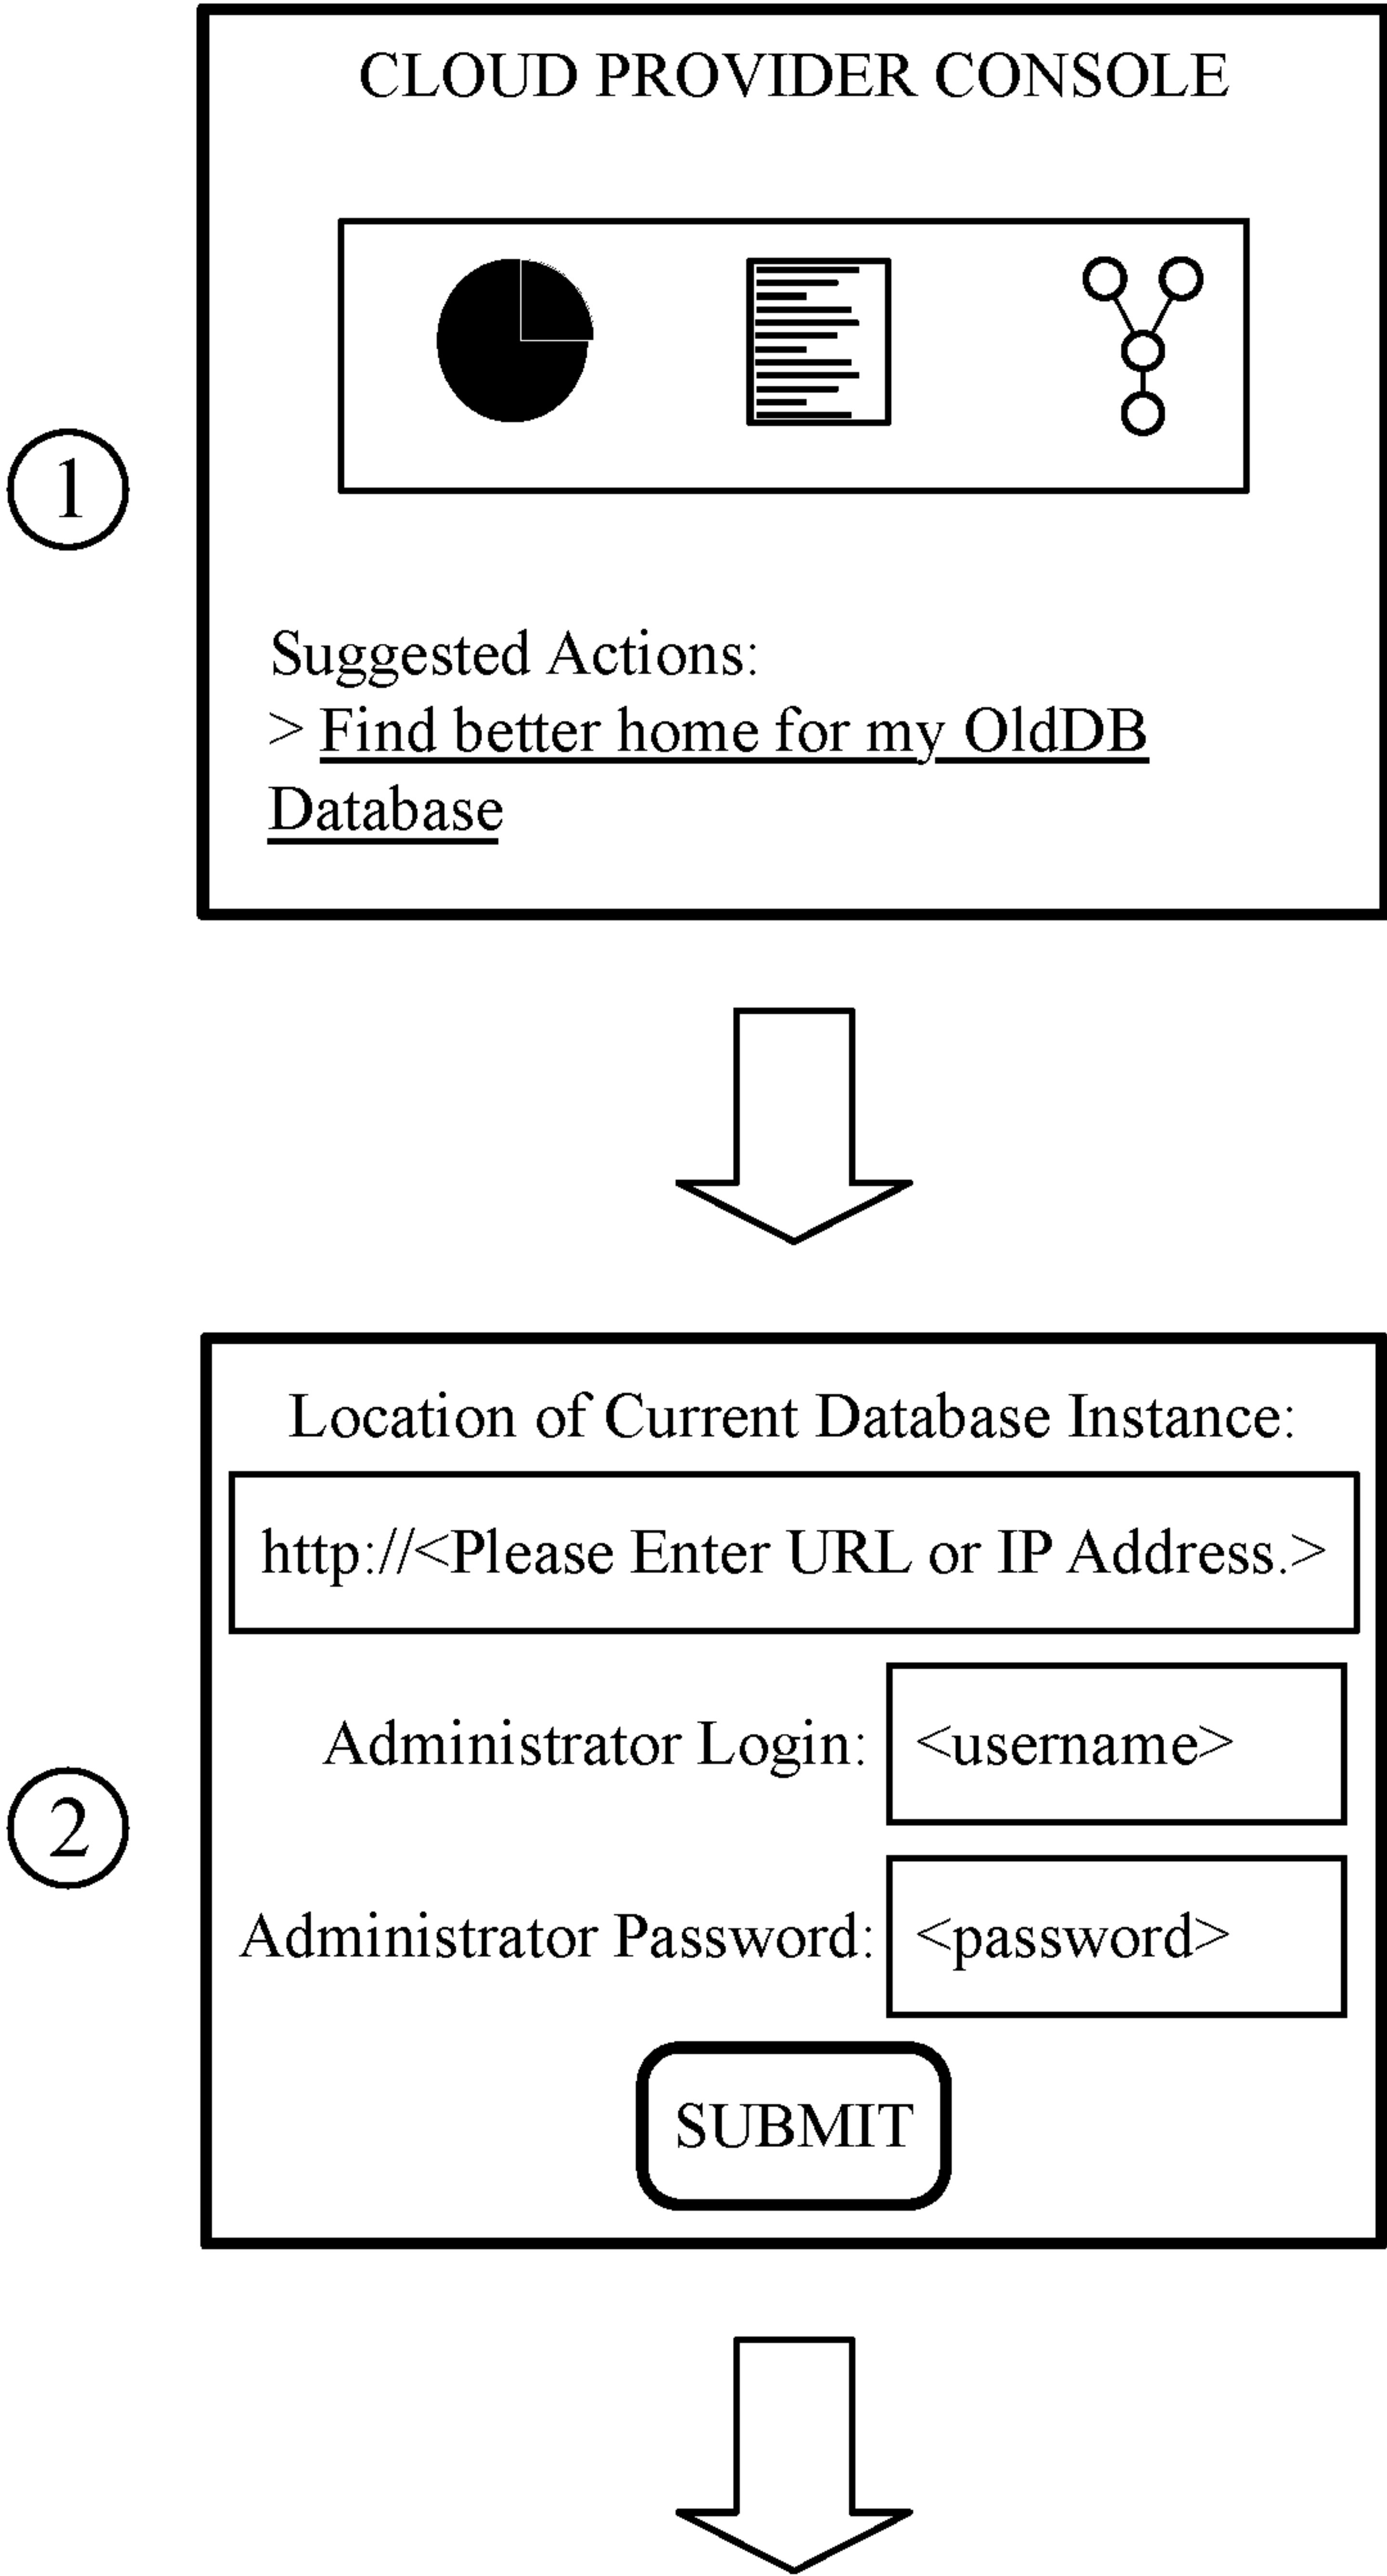 CLOUD PROVIDER CONSOLE
1
Suggested Actions:
> Find better home for my OldDB
Database
Location of Current Database Instance:
http://<Please Enter URL or IP Address.>
Administrator Login: <username>
2
Administrator Password: <password>
SUBMIT